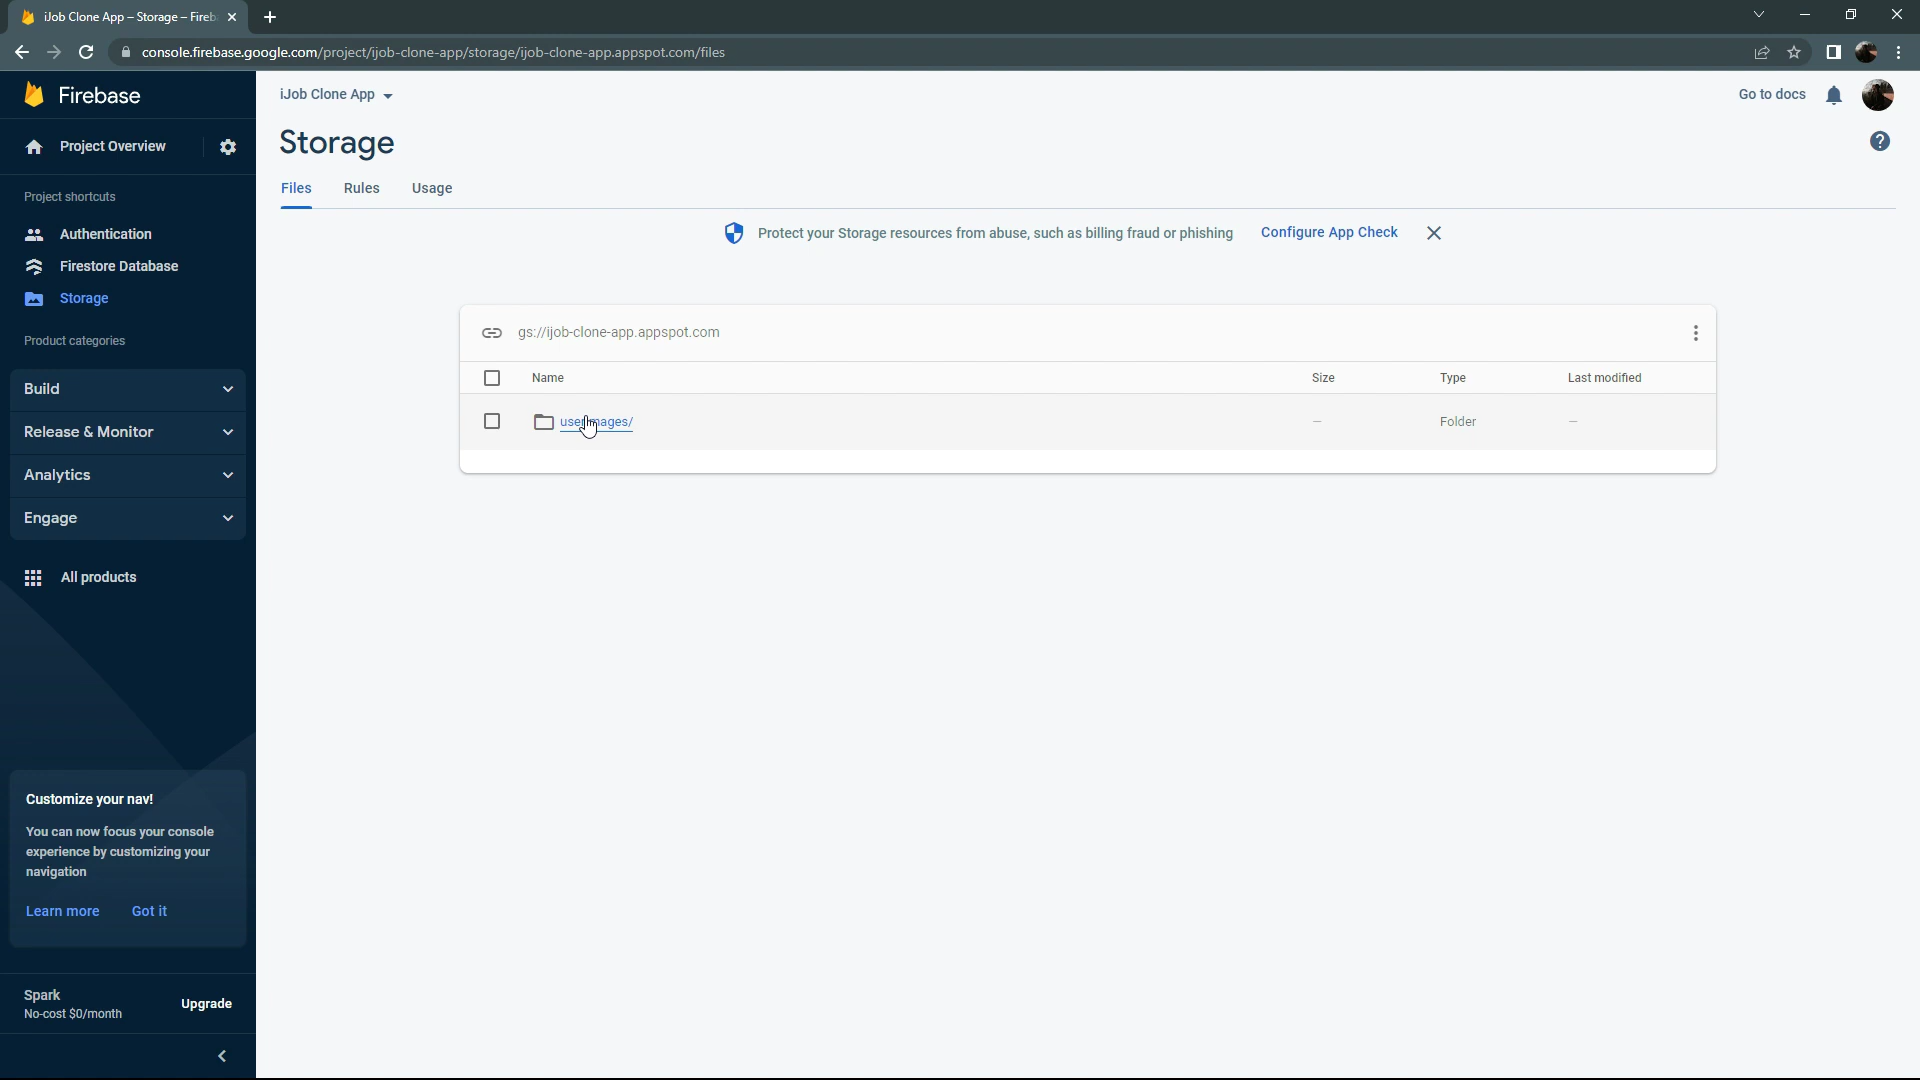 iJob Clone App – Storage – Fireb
console.firebase.google.com/project/ijob-clone-app/storage/ijob-clone-app.appspot.com/files
Firebase
iJob Clone App
Go to docs
Project Overview
Storage
Files
Rules
Usage
Project shortcuts
Authentication
Firestore Database
Storage
Protect your Storage resources from abuse, such as billing fraud or phishing
Configure App Check
gs://ijob-clone-app.appspot.com
Name
Size
Type
Last modified
Folder
Product categories
Build
Release & Monitor
Analytics
Engage
All products
Customize your nav!
You can now focus your console
experience by customizing your
navigation
Learn more
Got it
Spark
No-cost $0/month
Upgrade